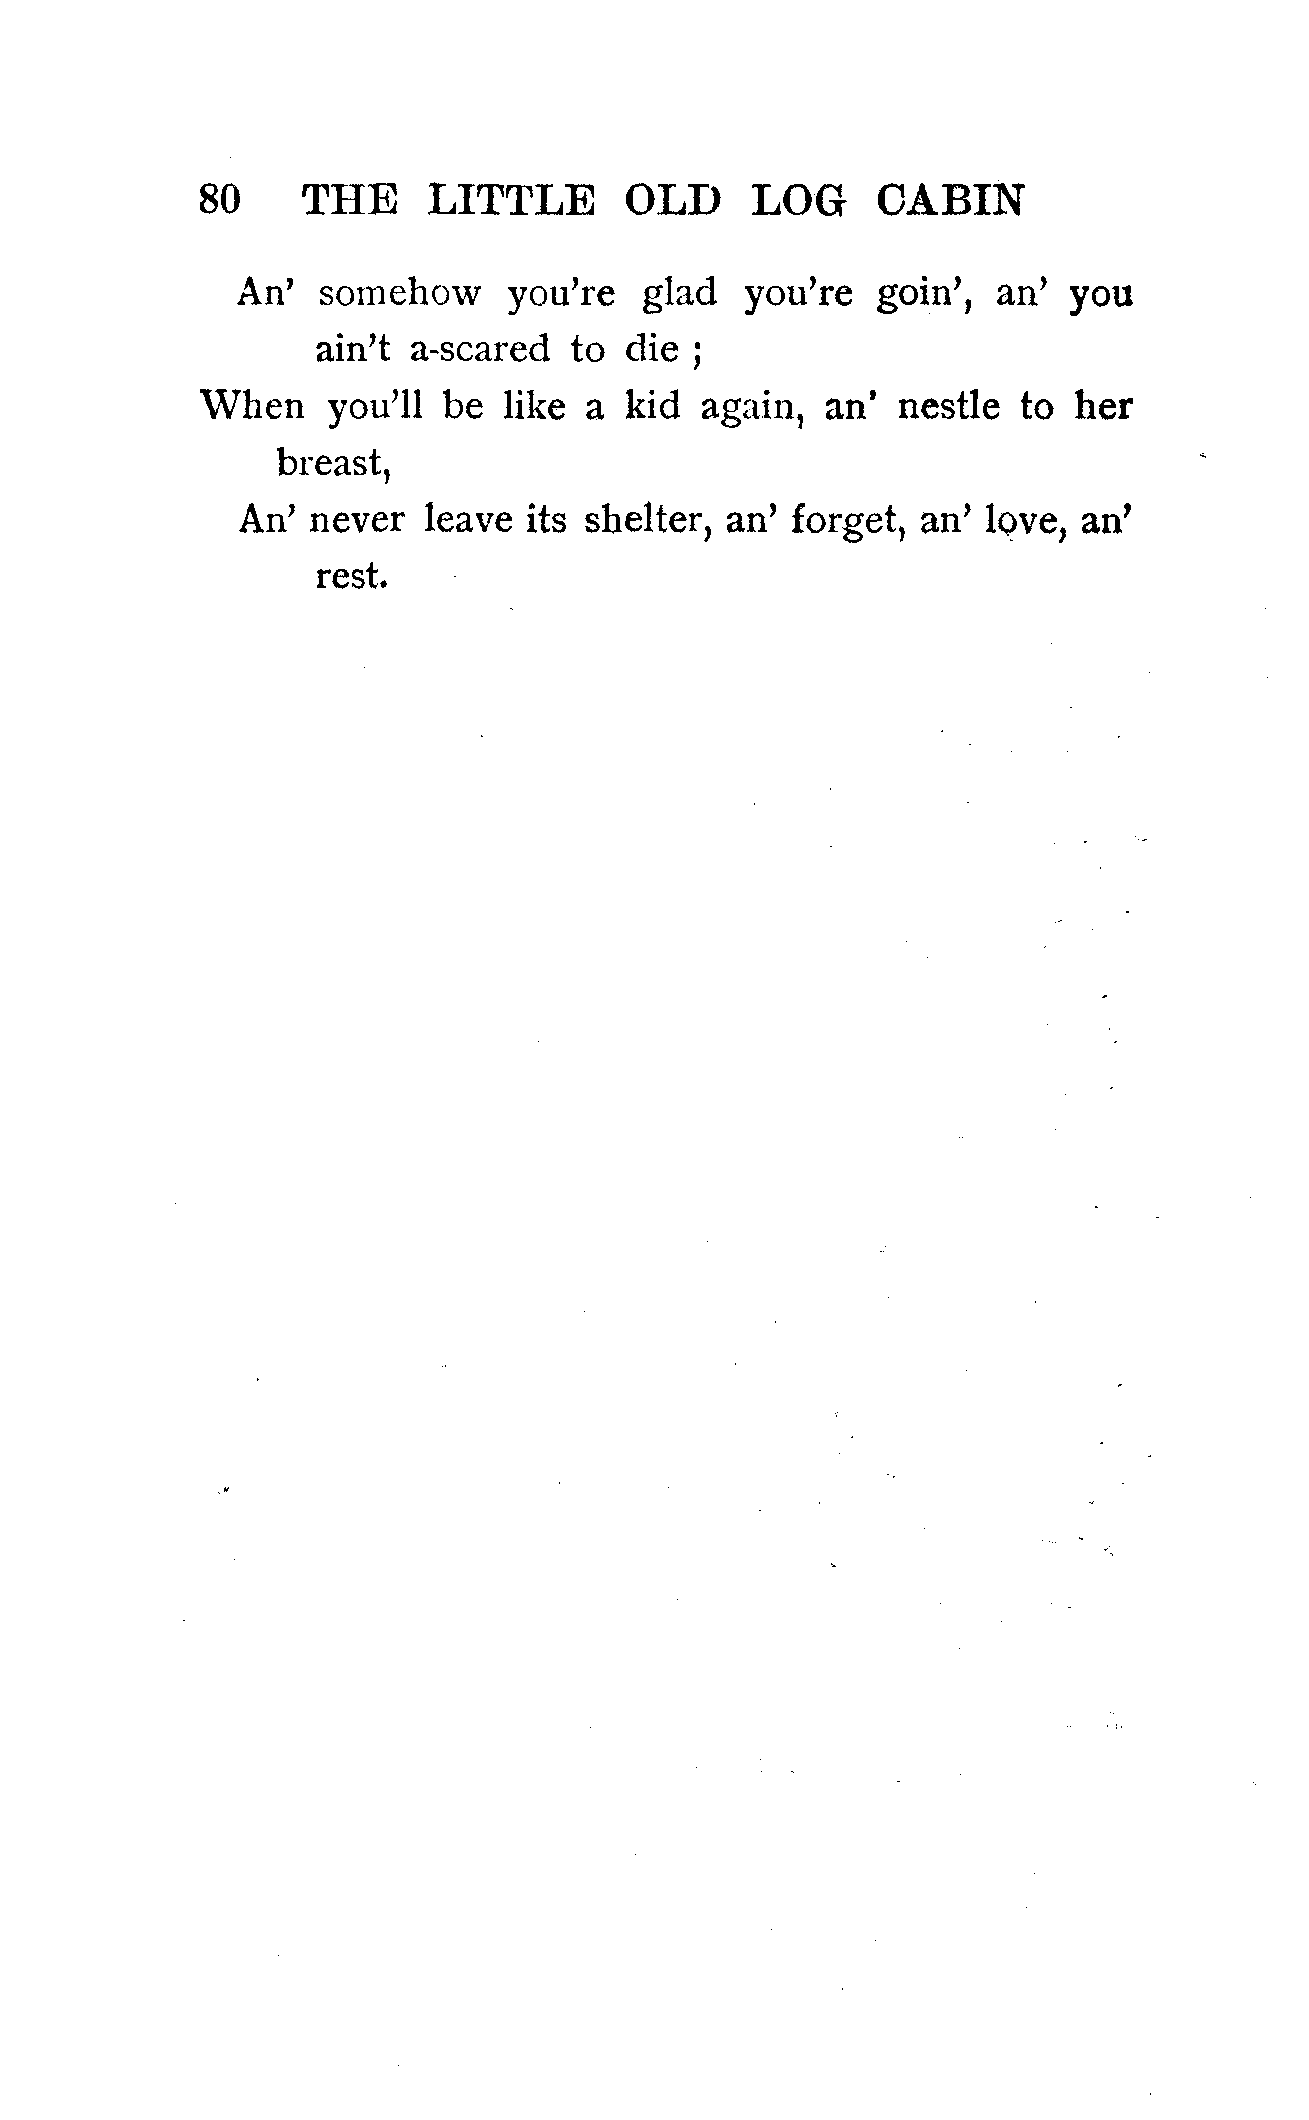 80 THE LITTLE OLD LOG CABIN
An' somehow you're glad you're goin', an' you
ain't a-scared to die ;
When you'll be like a kid again, an' nestle to her
breast,
An' never leave its shelter, an' forget, an' love, an'
rest.